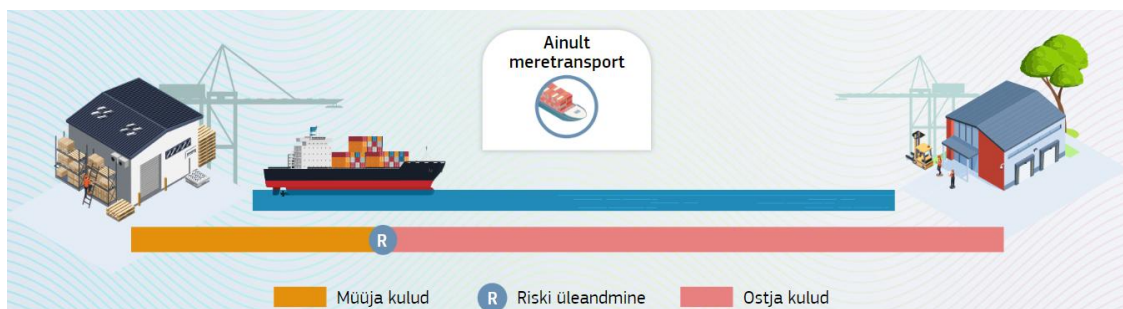 Ainult
meretransport
R
Müüja kulud
R Riski üleandmine
Ostja kulud